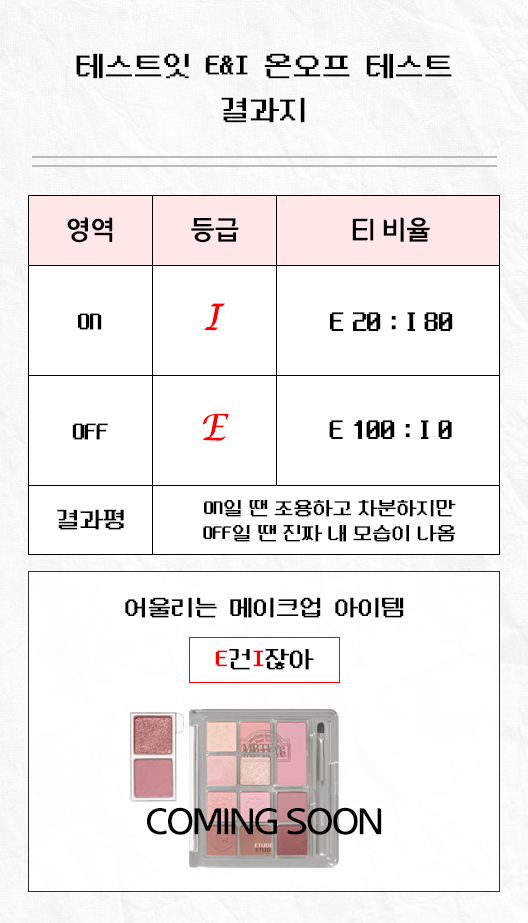 테스트잇 E&I 온오프 테스트
결과지
영역 등급 EI 비율
ON I E 20 : I 80
OFF E E 100 : I 0
결과평 ON일 땐 조용하고 차분하지만
OFF일 땐 진짜 내 모습이 나옴
어울리는 메이크업 아이템
E건I잖아
COMING SOON
ETUDE